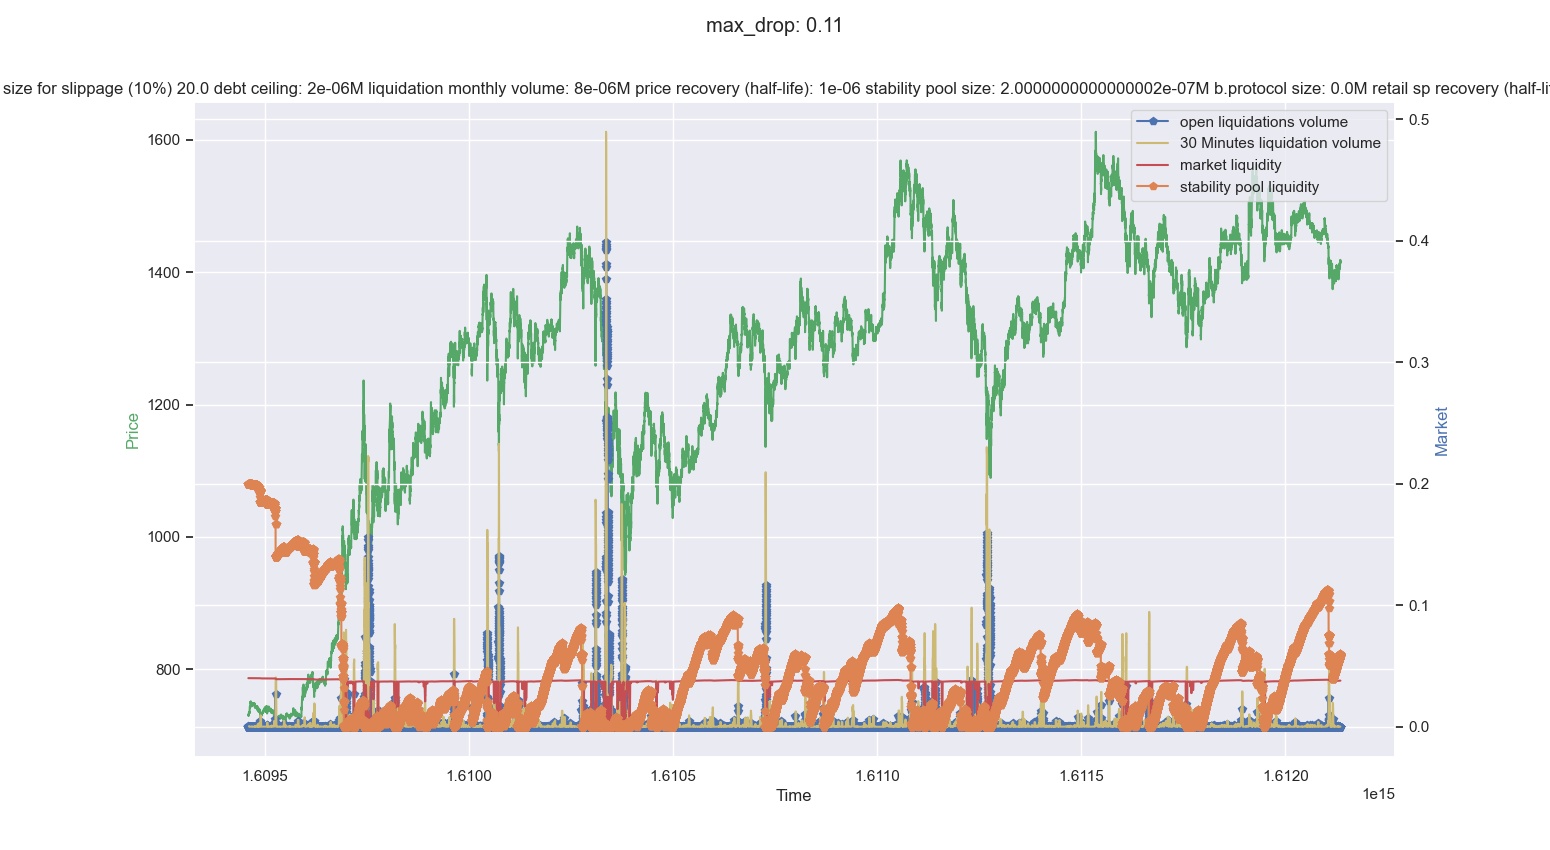 max_drop: 0.11
size for slippage (10%) 20.0 debt ceiling: 2e-06M liquidation monthly volume: 8e-06M price recovery (half-life): 1e-06 stability pool size: 2.0000000000000002e-07M b.protocol size: 0.0M retail sp recovery (half-li
open liquidations volume
30 Minutes liquidation volume
market liquidity
stability pool liquidity
1600
1400
1200
1000
800
Price
0.5
0.4
0.3
0.2
0.1
0.0
Market
1.6095 1.6100 1.6105 1.6110 1.6115 1.6120
1e15
Time